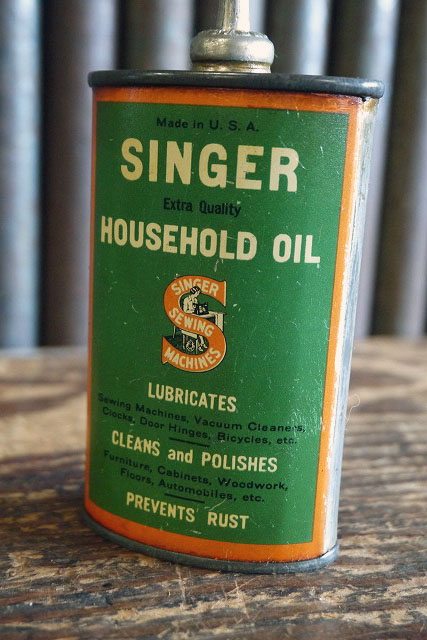 Made in U. S. A.
SINGER
Extra Quality
HOUSEHOLD OIL
SINGER
SEWING
MACHINES
LUBRICATES
Sewing Machines, Vacuum Cleaners,
Clocks, Door Hinges, Bicycles, etc.
CLEANS and POLISHES
Furniture, Cabinets, Woodwork,
Floors, Automobiles, etc.
PREVENTS RUST